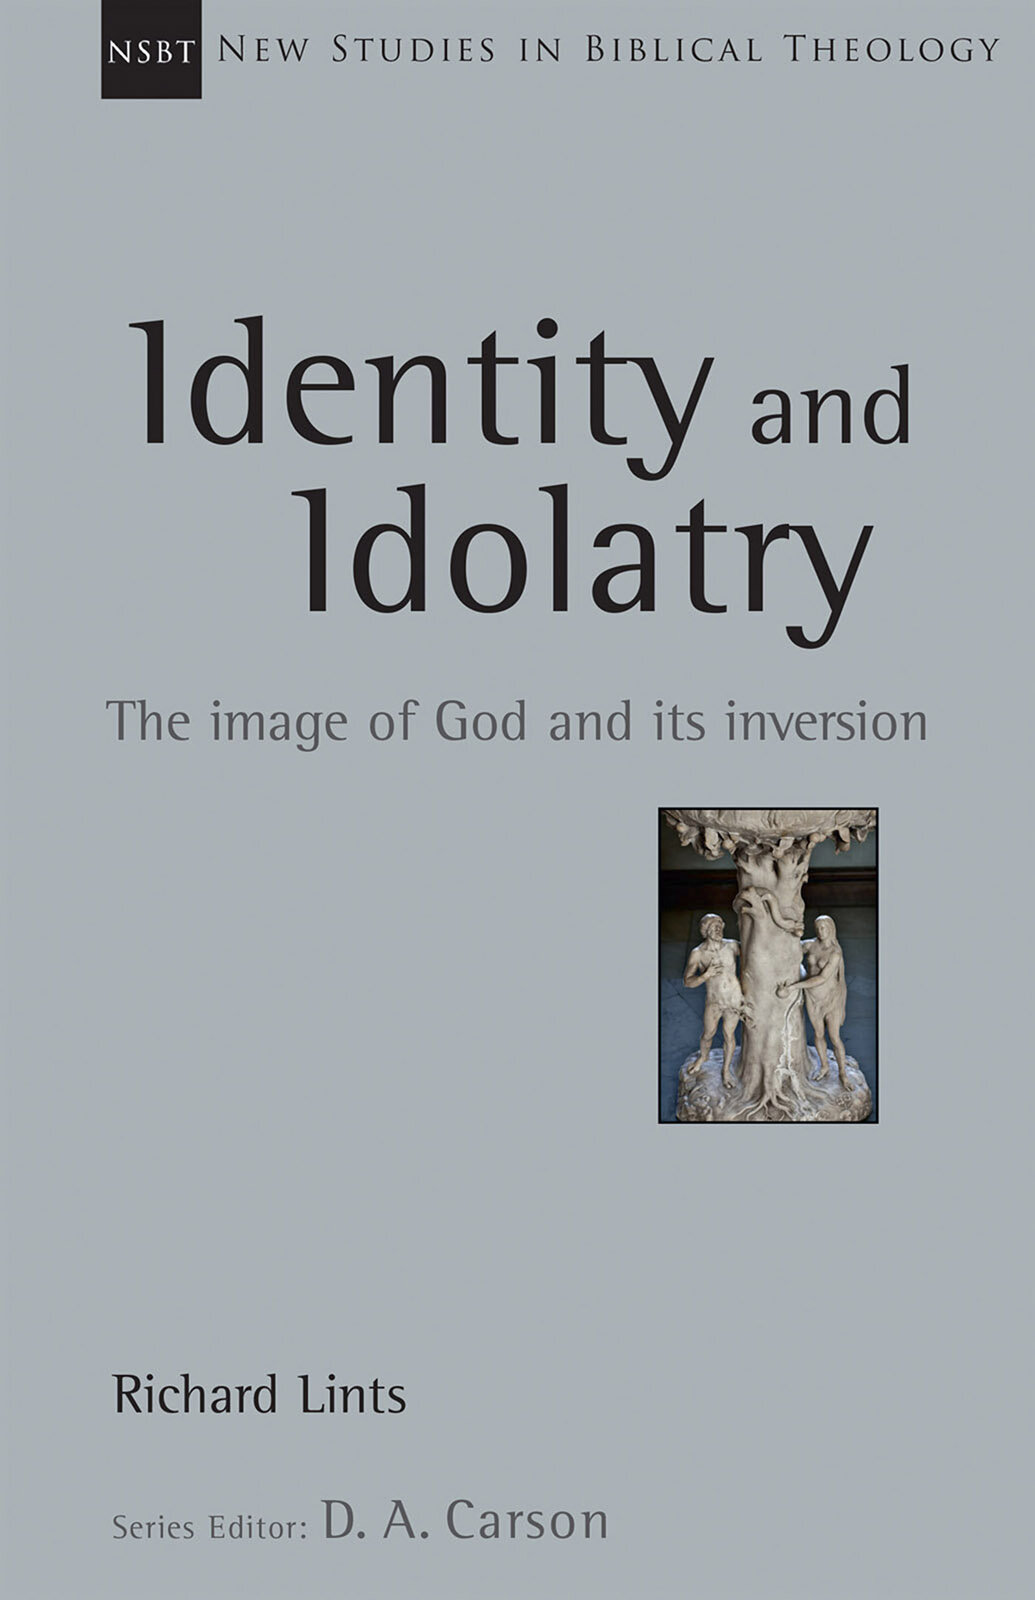 NSBT NEW STUDIES IN BIBLICAL THEOLOGY
Identity and
Idolatry
The image of God and its inversion
Richard Lints
Series Editor: D. A. Carson